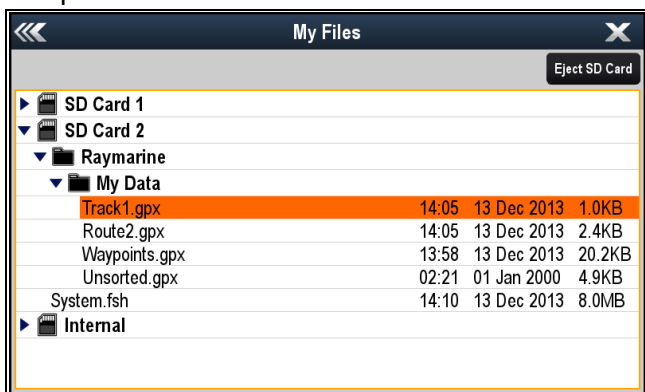 My Files
Eject SD Card
SD Card 1
SD Card 2
Raymarine
My Data
Track1.gpx 14:05 13 Dec 2013 1.0KB
Route2.gpx 14:05 13 Dec 2013 2.4KB
Waypoints.gpx 13:58 13 Dec 2013 20.2KB
Unsorted.gpx 02:21 01 Jan 2000 4.9KB
System.fsh 14:10 13 Dec 2013 8.0MB
Internal